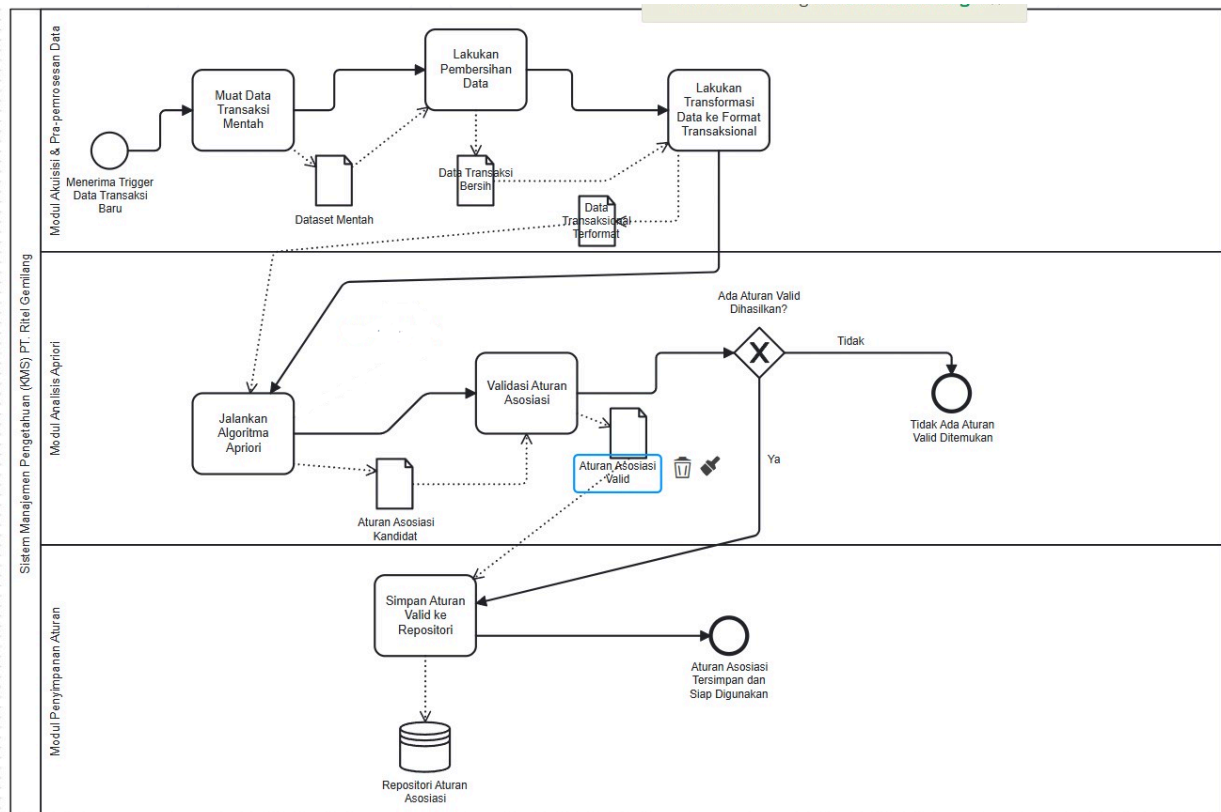 Sistem Manajemen Pengetahuan (KMS) PT. Ritel Gemilang
Modul Akuisisi & Pra-pemrosesan Data
Menerima Trigger
Data Transaksi
Baru
Muat Data
Transaksi
Mentah
Dataset Mentah
Lakukan
Pembersihan
Data
Data Transaksi
Bersih
Lakukan
Transformasi
Data ke Format
Transaksional
Data
Transaksional
Terformat
Modul Analisis Apriori
Jalankan
Algoritma
Apriori
Aturan Asosiasi
Kandidat
Validasi Aturan
Asosiasi
Aturan Asosiasi
Valid
Ada Aturan Valid
Dihasilkan?
Tidak
Tidak Ada Aturan
Valid Ditemukan
Ya
Modul Penyimpanan Aturan
Simpan Aturan
Valid ke
Repositori
Repositori Aturan
Asosiasi
Aturan Asosiasi
Tersimpan dan
Siap Digunakan